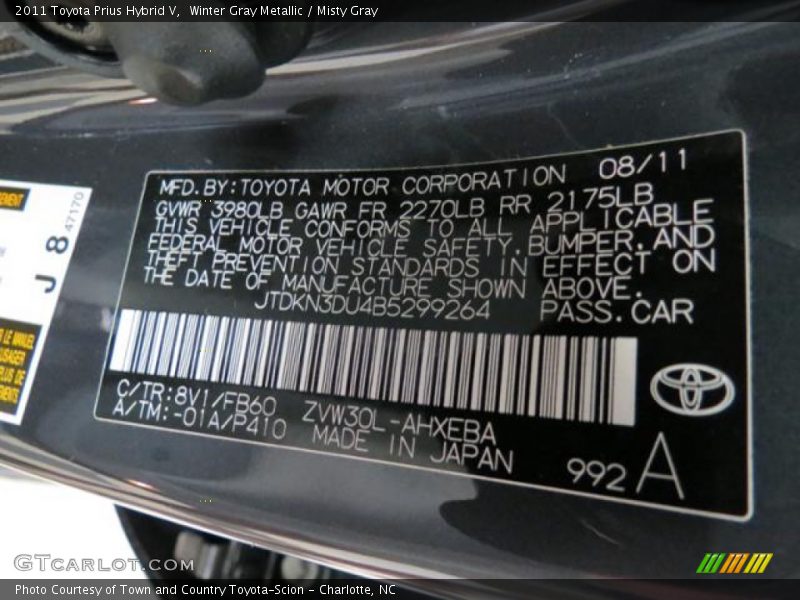 2011 Toyota Prius Hybrid V, Winter Gray Metallic / Misty Gray
MFD. BY: TOYOTA MOTOR CORPORATION 08/11
GVWR 3980LB GAWR FR 2270LB RR 2175LB
THIS VEHICLE CONFORMS TO ALL APPLICABLE
FEDERAL MOTOR VEHICLE SAFETY, BUMPER, AND
THEFT PREVENTION STANDARDS IN EFFECT ON
THE DATE OF MANUFACTURE SHOWN ABOVE.
JTDKN3DU4B5299264 PASS. CAR
C/TR: 8V1/FB60 ZVW30L-AHXEBA
A/TM: -01A/P410 MADE IN JAPAN
992 A
J 8 47170
GTcarlot.com
Photo Courtesy of Town and Country Toyota-Scion - Charlotte, NC